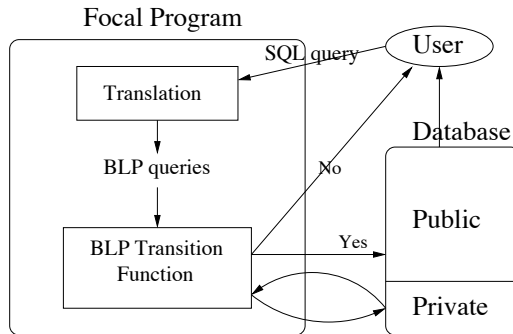 Focal Program
User
SQL query
Translation
Database
BLP queries
No
Public
BLP Transition
Function
Yes
Private